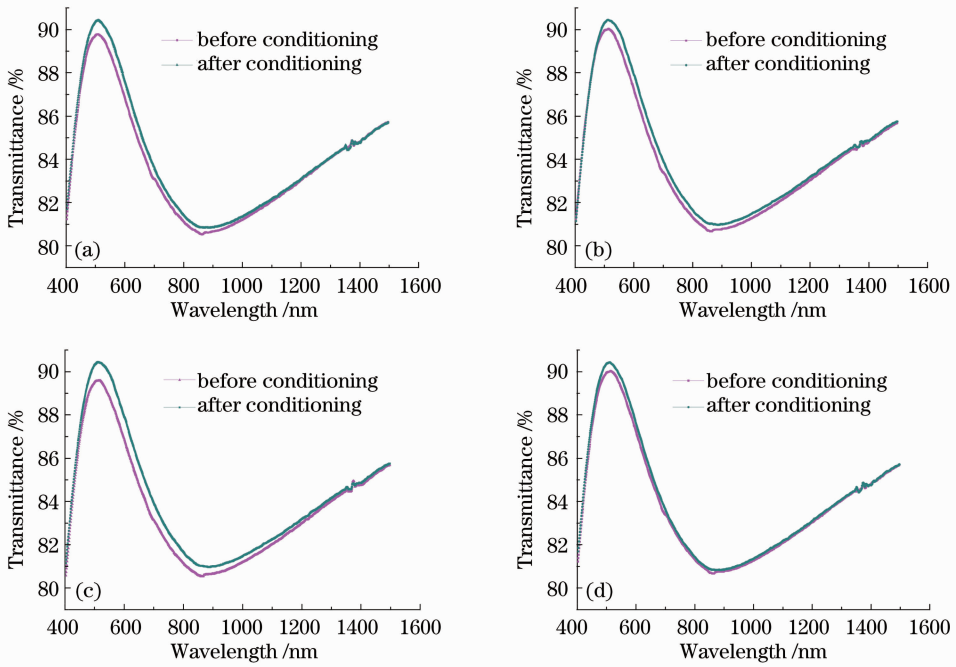 before conditioning
after conditioning
90
88
86
84
82
80
Transmittance /%
(a)
400 600 800 1000 1200 1400 1600
Wavelength /nm
before conditioning
after conditioning
90
88
86
84
82
80
Transmittance /%
(b)
400 600 800 1000 1200 1400 1600
Wavelength /nm
before conditioning
after conditioning
90
88
86
84
82
80
Transmittance /%
(c)
400 600 800 1000 1200 1400 1600
Wavelength /nm
before conditioning
after conditioning
90
88
86
84
82
80
Transmittance /%
(d)
400 600 800 1000 1200 1400 1600
Wavelength /nm